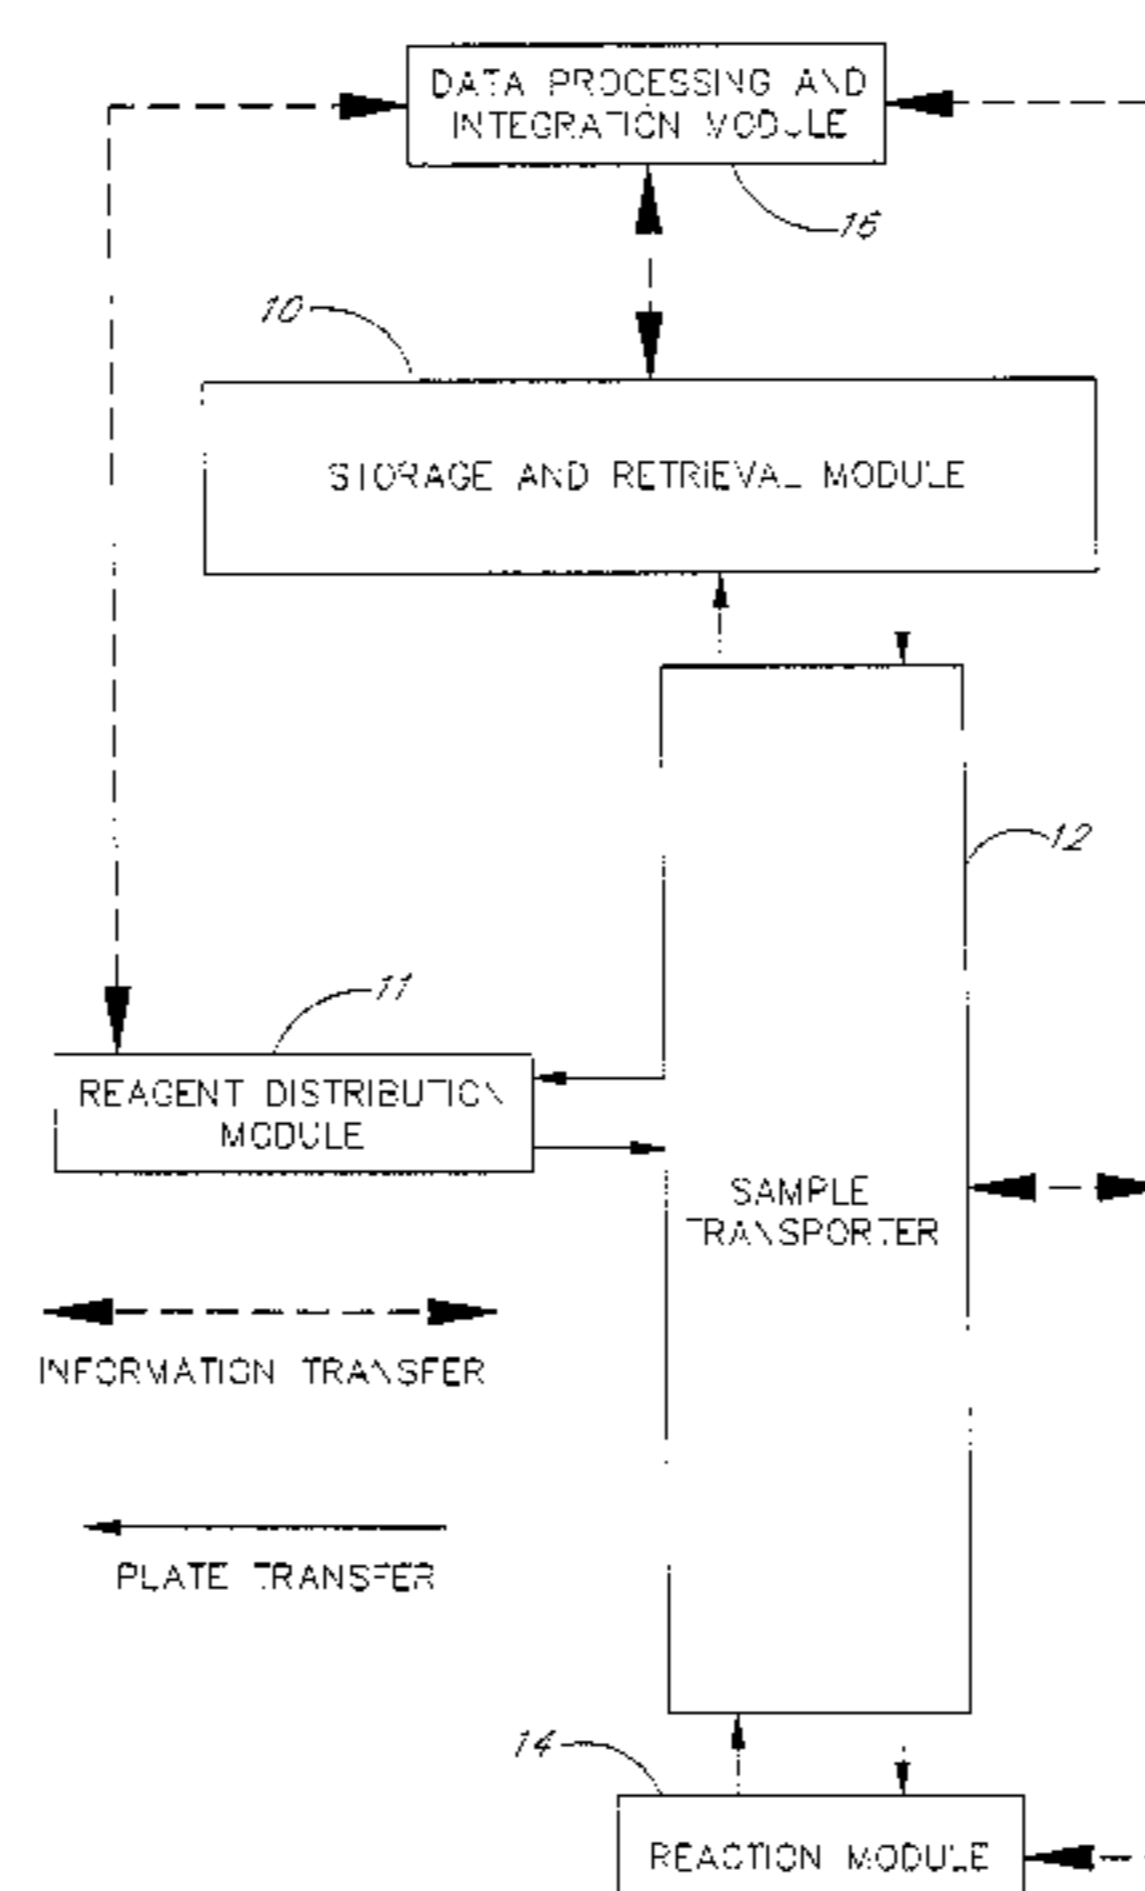 DATA PROCESSING AND
INTEGRATION MODULE
16
10
STORAGE AND RETRIEVAL MODULE
12
11
REAGENT DISTRIBUTION
MODULE
SAMPLE
TRANSPORTER
INFORMATION TRANSFER
PLATE TRANSFER
14
REACTION MODULE